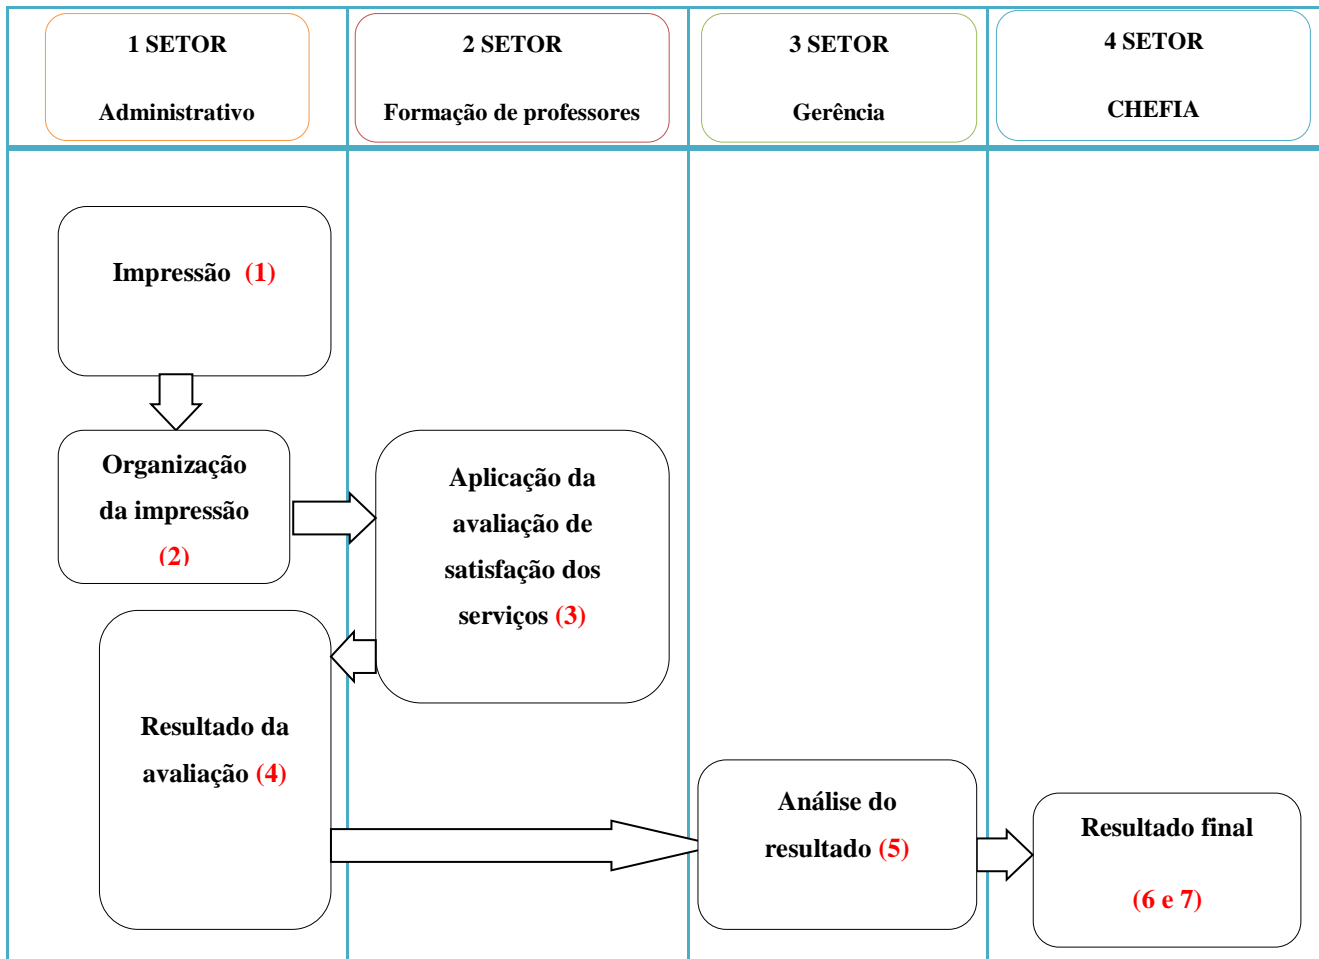 1 SETOR
Administrativo
2 SETOR
Formação de professores
3 SETOR
Gerência
4 SETOR
CHEFIA
Impressão (1)
Organização
da impressão
(2)
Aplicação da
avaliação de
satisfação dos
serviços (3)
Resultado da
avaliação (4)
Análise do
resultado (5)
Resultado final
(6 e 7)